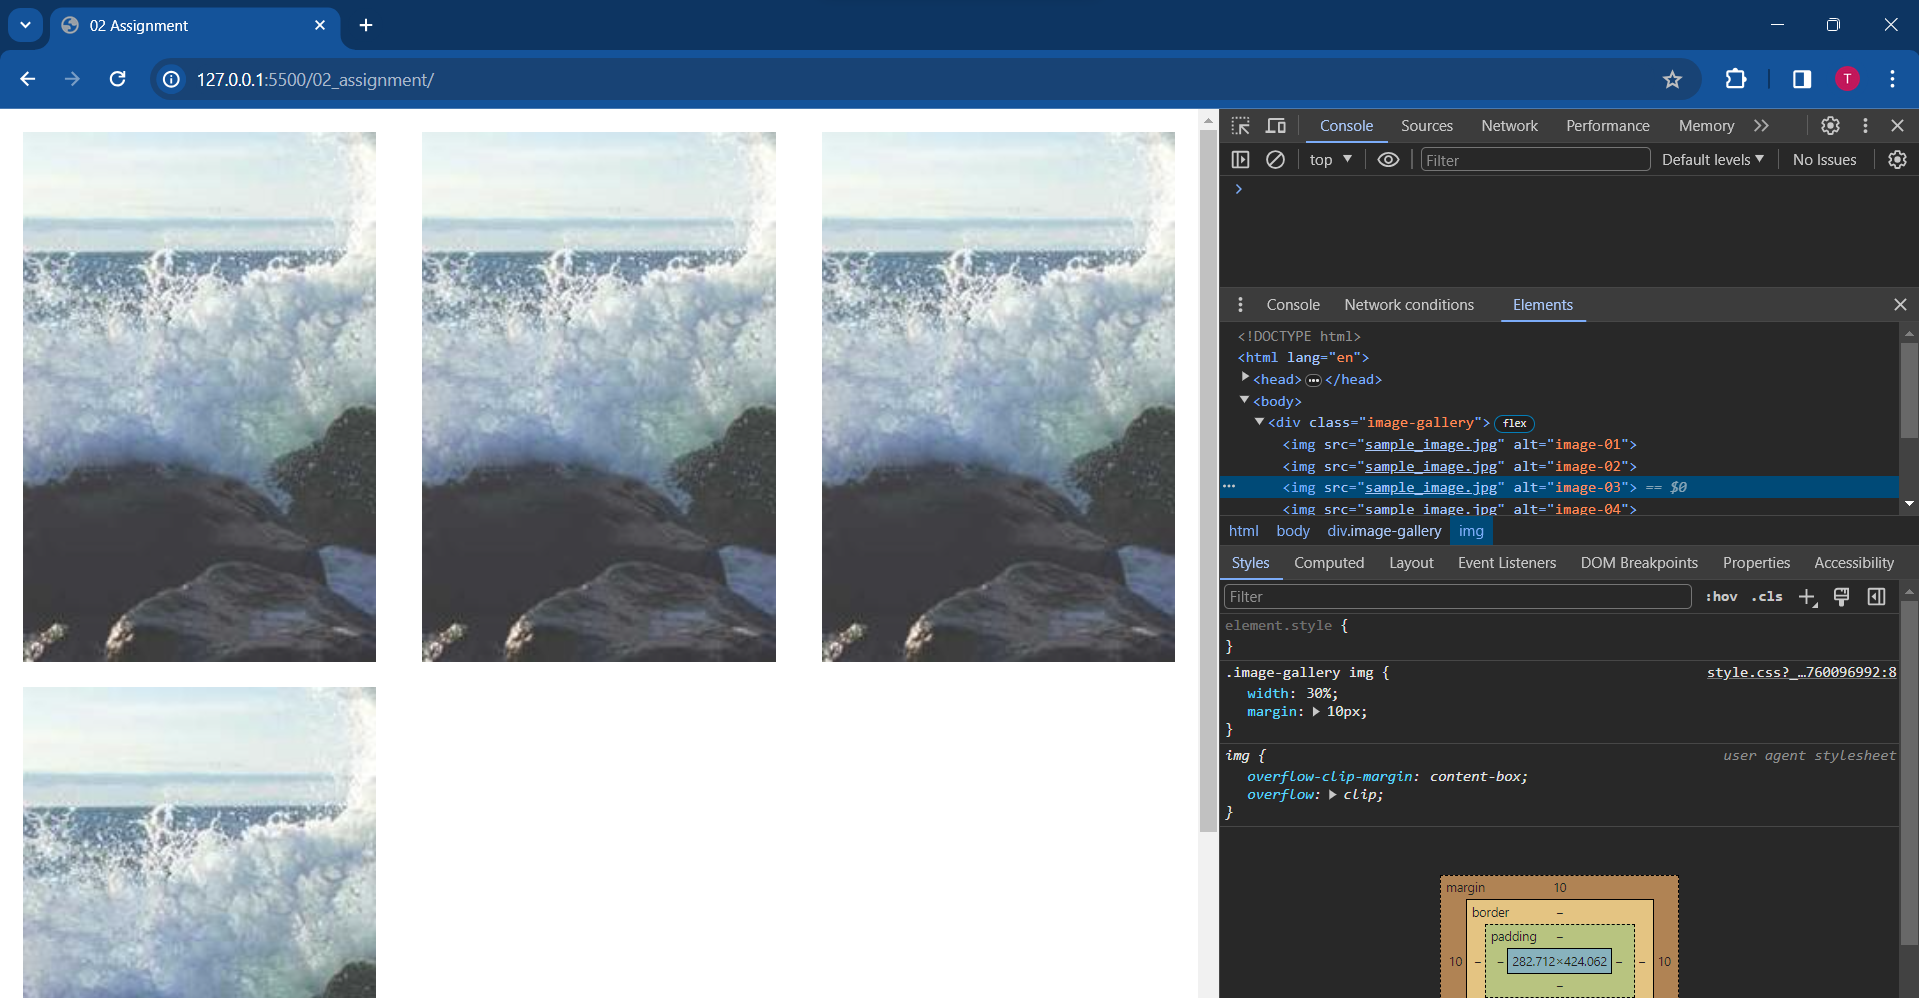 02 Assignment
127.0.0.1:5500/02_assignment/
T
Console Sources Network Performance Memory
top Filter Default levels No Issues
Console Network conditions Elements
<!DOCTYPE html>
<html lang="en">
<head> … </head>
<body>
<div class="image-gallery"> flex
<img src="sample_image.jpg" alt="image-01">
<img src="sample_image.jpg" alt="image-02">
… <img src="sample_image.jpg" alt="image-03"> == $0
<img src="sample_image.jpg" alt="image-04">
html body div.image-gallery img
Styles Computed Layout Event Listeners DOM Breakpoints Properties Accessibility
Filter :hov .cls
element.style {
}
.image-gallery img { style.css?_…760096992:8
width: 30%;
margin: 10px;
}
img { user agent stylesheet
overflow-clip-margin: content-box;
overflow: clip;
}
margin 10
border –
padding –
10 – – 282.712×424.062 – – 10
–